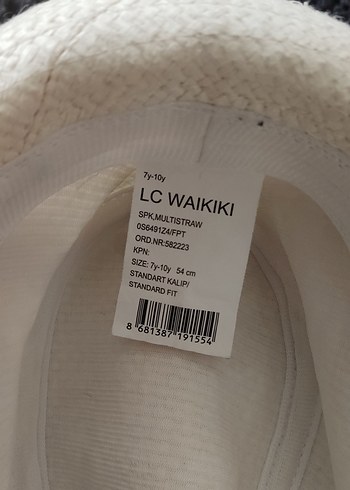 7y-10y
LC WAIKIKI
SPK,MULTISTRAW
0S6491Z4/FPT
ORD.NR:582223
KPN:
SIZE: 7y-10y 54 cm
STANDART KALIP/
STANDARD FIT
8 681387 191554